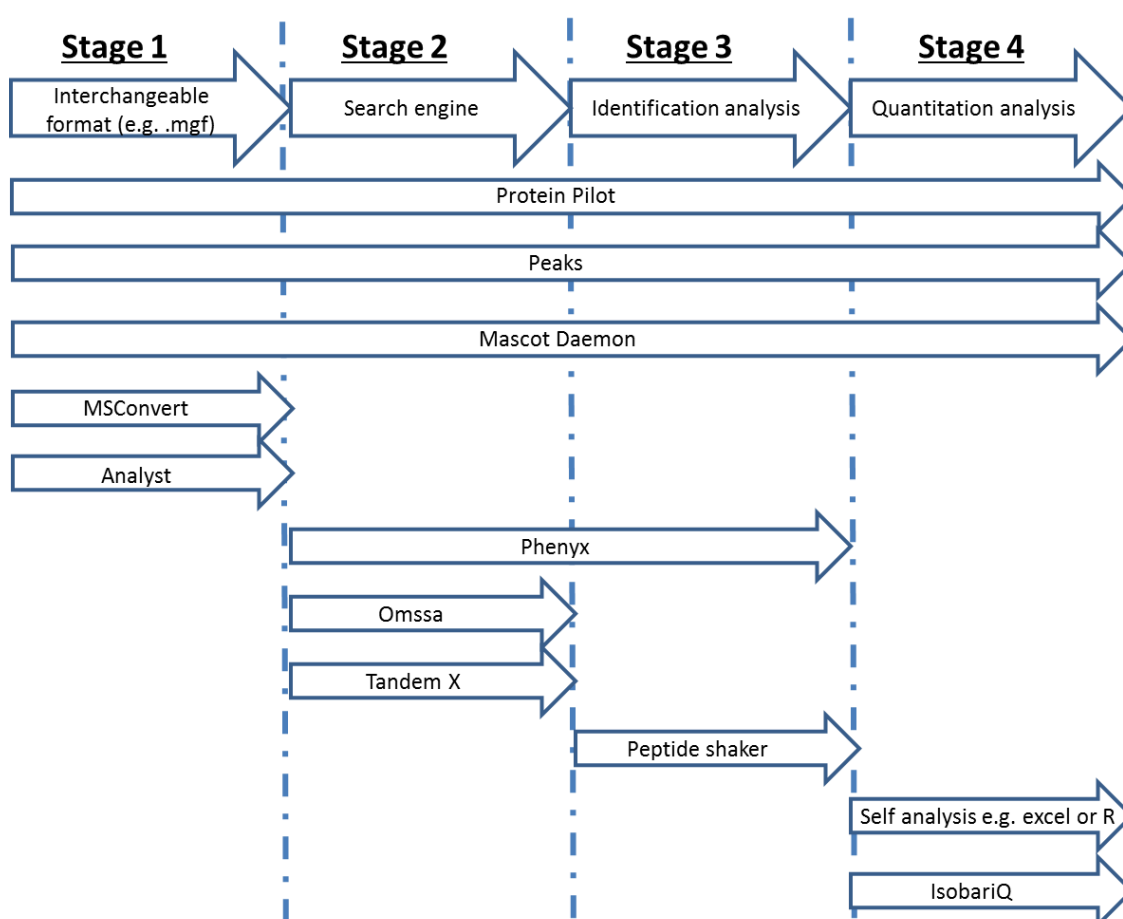 Stage 1
Stage 2
Stage 3
Stage 4
Interchangeable
format (e.g. .mgf)
Search engine
Identification analysis
Quantitation analysis
Protein Pilot
Peaks
Mascot Daemon
MSConvert
Analyst
Phenyx
Omssa
Tandem X
Peptide shaker
Self analysis e.g. excel or R
IsobariQ